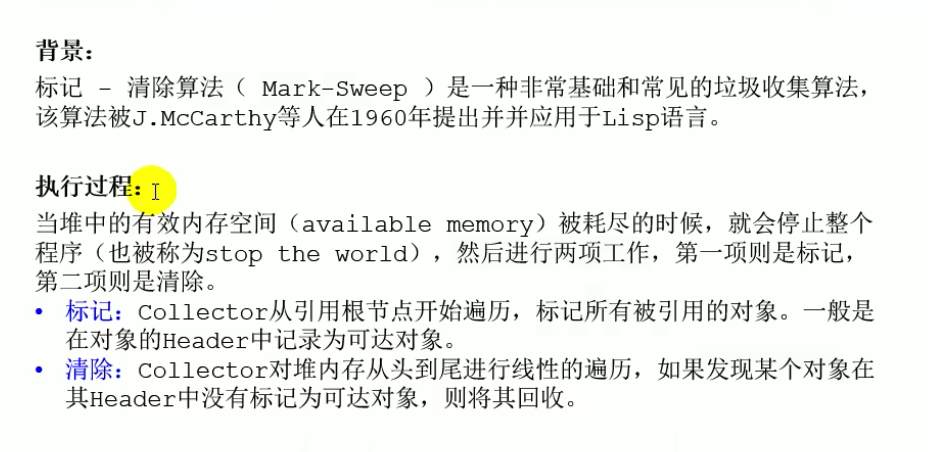 背景：
标记 – 清除算法（ Mark-Sweep ）是一种非常基础和常见的垃圾收集算法，
该算法被J.McCarthy等人在1960年提出并并应用于Lisp语言。
执行过程：
当堆中的有效内存空间（available memory）被耗尽的时候，就会停止整个
程序（也被称为stop the world），然后进行两项工作，第一项则是标记，
第二项则是清除。
• 标记：Collector从引用根节点开始遍历，标记所有被引用的对象。一般是
在对象的Header中记录为可达对象。
• 清除：Collector对堆内存从头到尾进行线性的遍历，如果发现某个对象在
其Header中没有标记为可达对象，则将其回收。